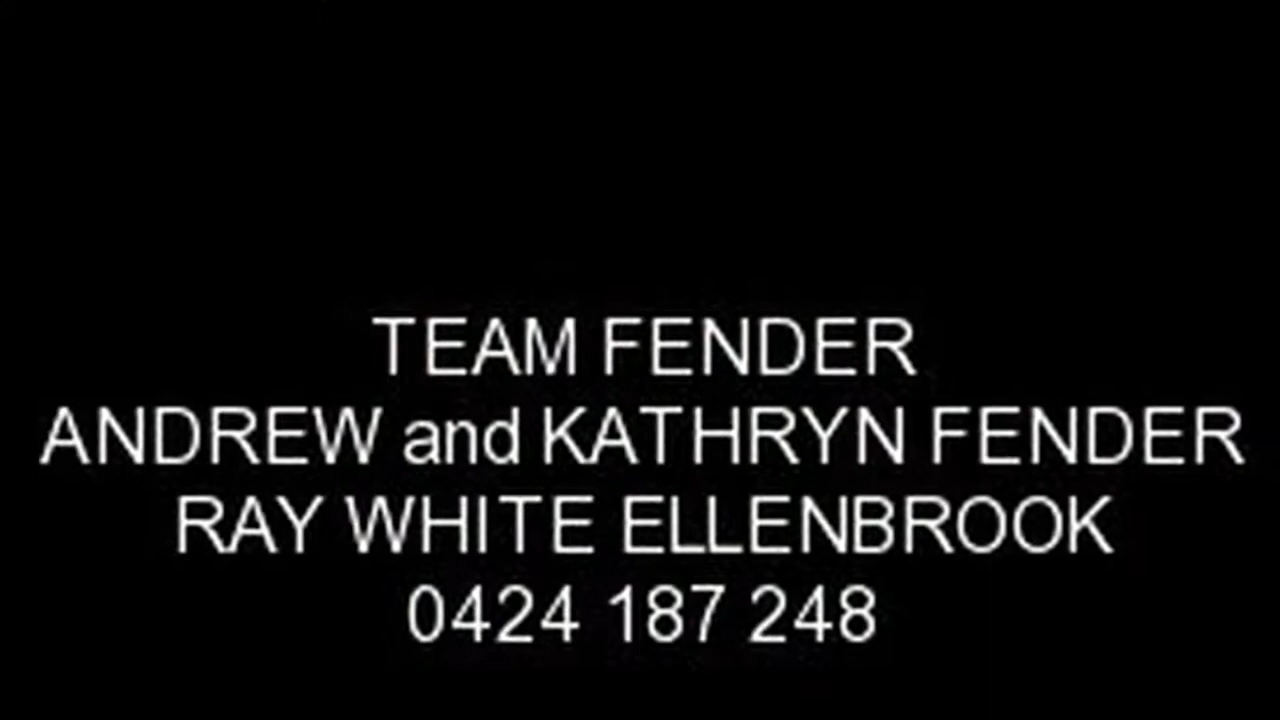 TEAM FENDER
ANDREW and KATHRYN FENDER
RAY WHITE ELLENBROOK
0424 187 248